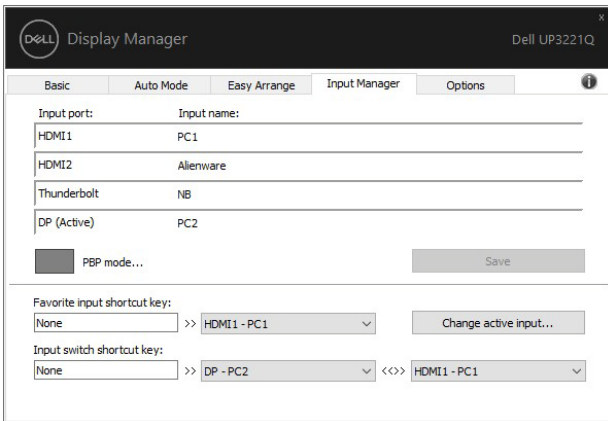 DELL Display Manager Dell UP3221Q
x
Basic Auto Mode Easy Arrange Input Manager Options i
Input port: Input name:
HDMI1 PC1
HDMI2 Alienware
Thunderbolt NB
DP (Active) PC2
PBP mode... Save
Favorite input shortcut key:
None >> HDMI1 - PC1 Change active input...
Input switch shortcut key:
None >> DP - PC2 <<>> HDMI1 - PC1